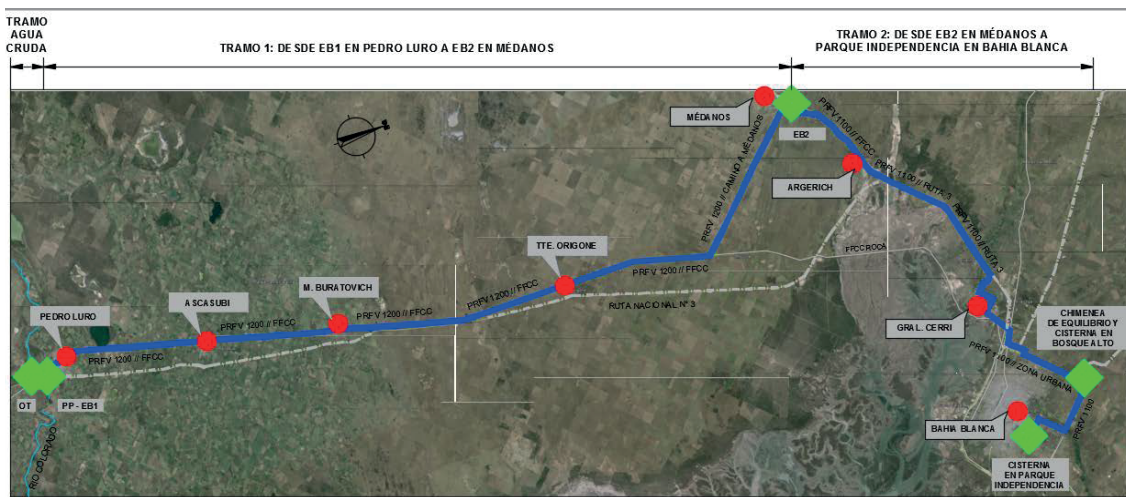 TRAMO
AGUA
CRUDA
TRAMO 1: DESDE EB1 EN PEDRO LURO A EB2 EN MÉDANOS
TRAMO 2: DESDE EB2 EN MÉDANOS A
PARQUE INDEPENDENCIA EN BAHIA BLANCA
MÉDANOS
EB2
PRFV 1100 // FFCC
PRFV 1200 // CAMINO A MÉDANOS
ARGERICH
PRFV 1100 // RUTA 3
PRFV 1100 // RUTA 3
TTE. ORIGONE
FFCC ROCA
PRFV 1200 // FFCC
M. BURATOVICH
PRFV 1200 // FFCC
RUTA NACIONAL N° 3
ASCASUBI
PRFV 1200 // FFCC
PRFV 1200 // FFCC
PEDRO LURO
PRFV 1200 // FFCC
GRAL. CERRI
CHIMENEA
DE EQUILIBRIO Y
CISTERNA EN
BOSQUE ALTO
PRFV 1100 // ZONA URBANA
OT
PP - EB1
PRFV 1100
BAHIA BLANCA
RIO COLORADO
CISTERNA
EN PARQUE
INDEPENDENCIA